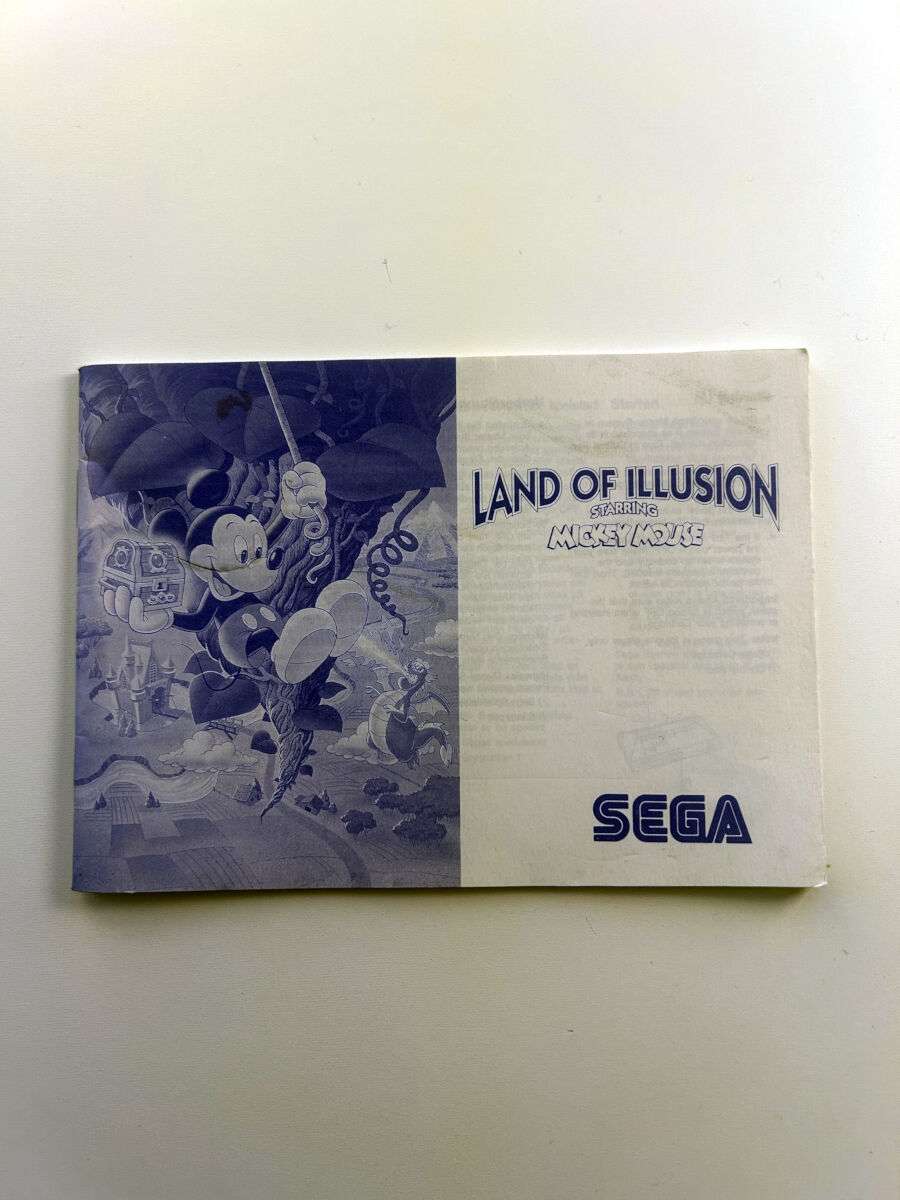 LAND OF ILLUSION
STARRING
MICKEY MOUSE
SEGA